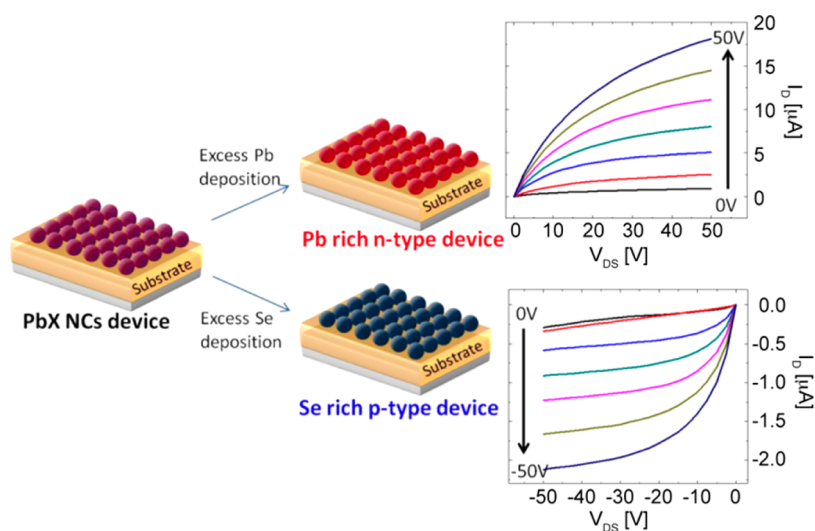 PbX NCs device
Substrate
Excess Pb
deposition
Substrate
Pb rich n-type device
Excess Se
deposition
Substrate
Se rich p-type device
50V
0V
20
15
10
5
0
I_D [μA]
0 10 20 30 40 50
V_DS [V]
0V
-50V
0.0
-0.5
-1.0
-1.5
-2.0
I_D [μA]
-50 -40 -30 -20 -10 0
V_DS [V]